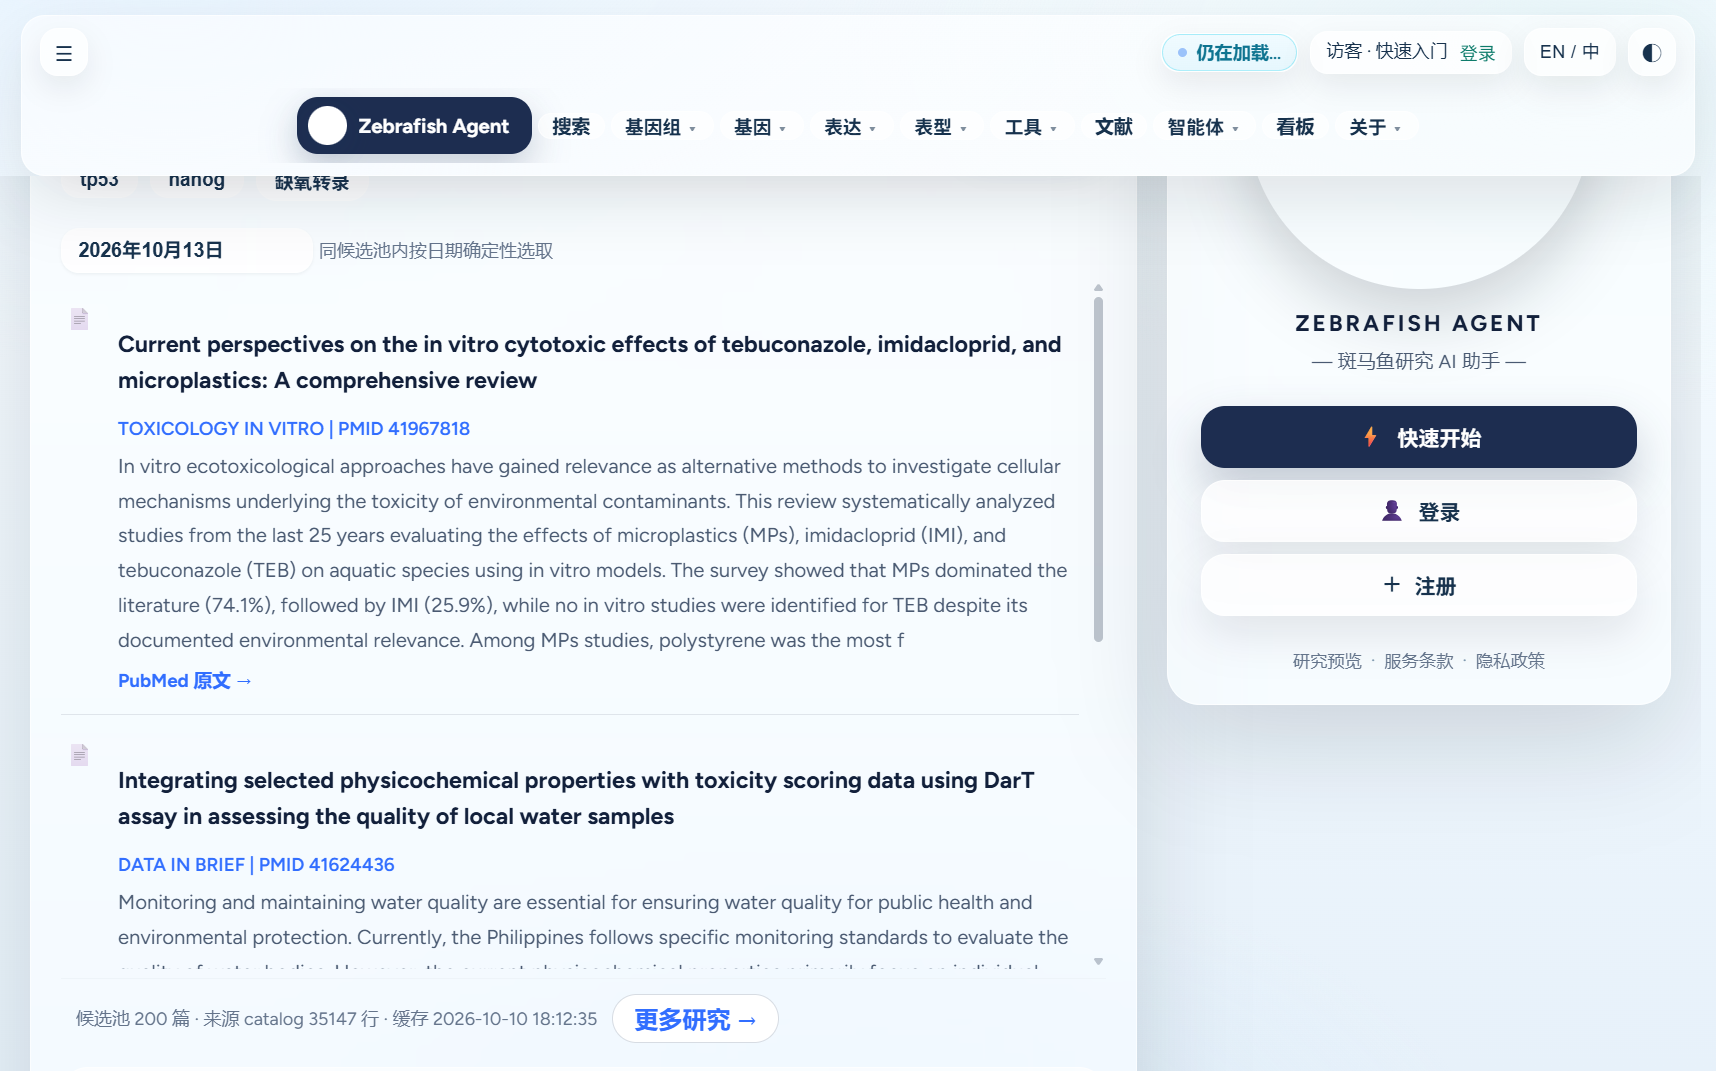 ☰
仍在加载...
访客 · 快速入门 登录
EN / 中
Zebrafish Agent
搜索
基因组
基因
表达
表型
工具
文献
智能体
看板
关于
tp53
nanog
缺氧转录
2026年10月13日
同候选池内按日期确定性选取
Current perspectives on the in vitro cytotoxic effects of tebuconazole, imidacloprid, and
microplastics: A comprehensive review
TOXICOLOGY IN VITRO | PMID 41967818
In vitro ecotoxicological approaches have gained relevance as alternative methods to investigate cellular
mechanisms underlying the toxicity of environmental contaminants. This review systematically analyzed
studies from the last 25 years evaluating the effects of microplastics (MPs), imidacloprid (IMI), and
tebuconazole (TEB) on aquatic species using in vitro models. The survey showed that MPs dominated the
literature (74.1%), followed by IMI (25.9%), while no in vitro studies were identified for TEB despite its
documented environmental relevance. Among MPs studies, polystyrene was the most f
PubMed 原文 →
Integrating selected physicochemical properties with toxicity scoring data using DarT
assay in assessing the quality of local water samples
DATA IN BRIEF | PMID 41624436
Monitoring and maintaining water quality are essential for ensuring water quality for public health and
environmental protection. Currently, the Philippines follows specific monitoring standards to evaluate the
quality of water bodies. However, the current physicochemical properties primarily focus on individual
候选池 200 篇 · 来源 catalog 35147 行 · 缓存 2026-10-10 18:12:35
更多研究 →
ZEBRAFISH AGENT
— 斑马鱼研究 AI 助手 —
快速开始
登录
注册
研究预览 · 服务条款 · 隐私政策